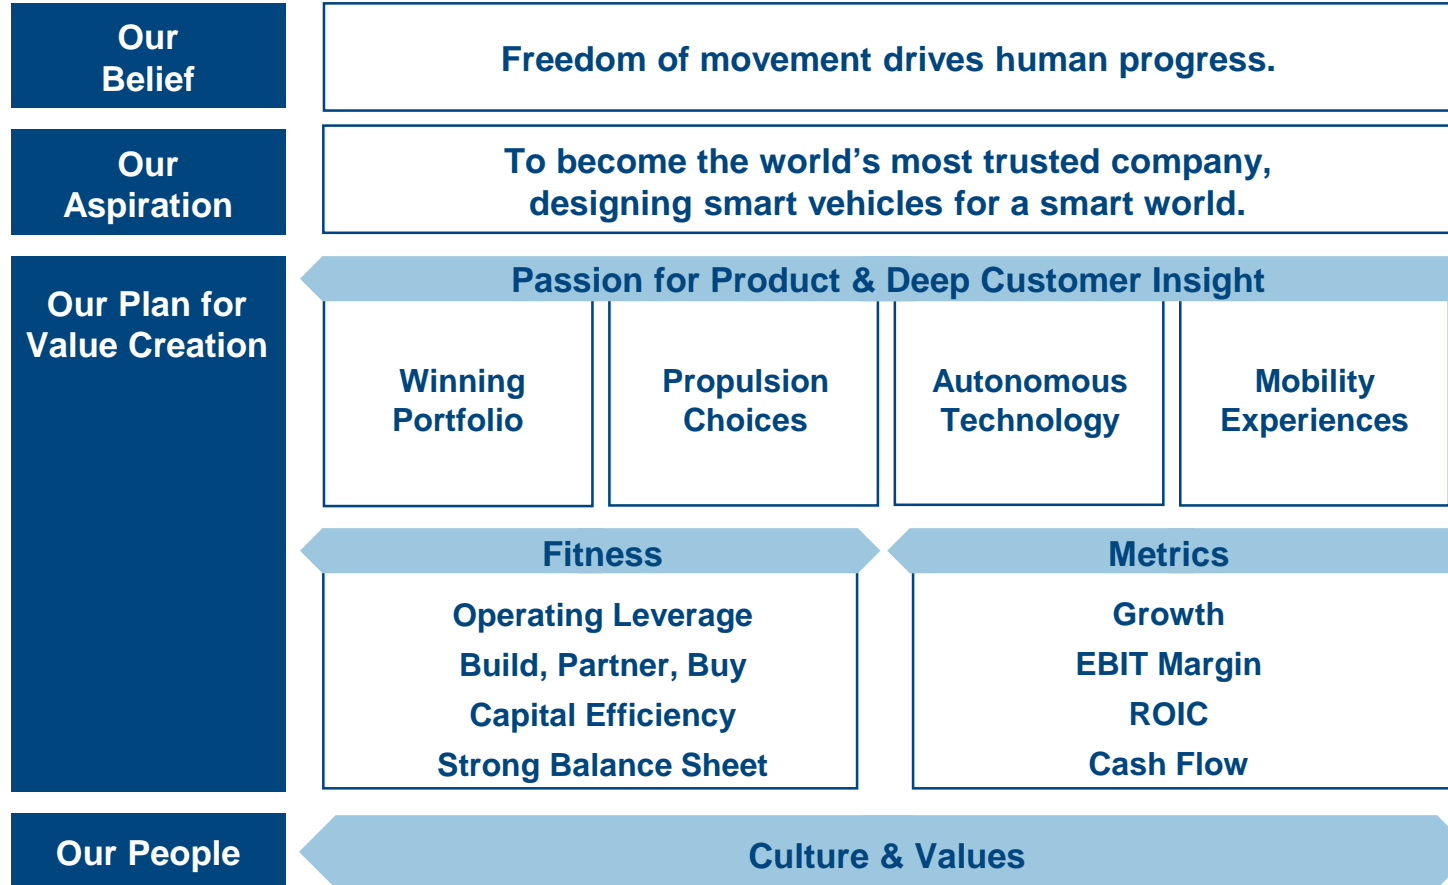 Our
Belief
Freedom of movement drives human progress.
Our
Aspiration
To become the world’s most trusted company,
designing smart vehicles for a smart world.
Our Plan for
Value Creation
Passion for Product & Deep Customer Insight
Winning
Portfolio
Propulsion
Choices
Autonomous
Technology
Mobility
Experiences
Fitness
Operating Leverage
Build, Partner, Buy
Capital Efficiency
Strong Balance Sheet
Metrics
Growth
EBIT Margin
ROIC
Cash Flow
Our People
Culture & Values